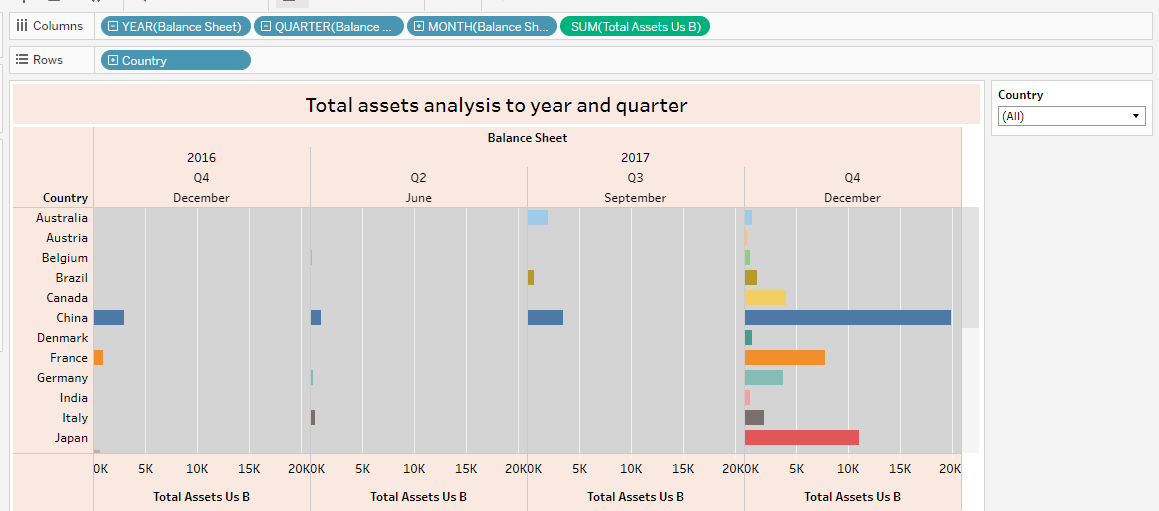 Columns YEAR(Balance Sheet) QUARTER(Balance ... MONTH(Balance Sh... SUM(Total Assets Us B)
Rows Country
Total assets analysis to year and quarter
Country
(All)
Balance Sheet
2016 2017
Q4 Q2 Q3 Q4
Country December June September December
Australia
Austria
Belgium
Brazil
Canada
China
Denmark
France
Germany
India
Italy
Japan
0K 5K 10K 15K 20K 0K 5K 10K 15K 20K 0K 5K 10K 15K 20K 0K 5K 10K 15K 20K
Total Assets Us B Total Assets Us B Total Assets Us B Total Assets Us B